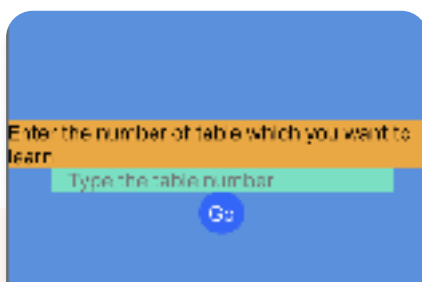 Enter the number of table which you want to
learn
Type the table number
Go